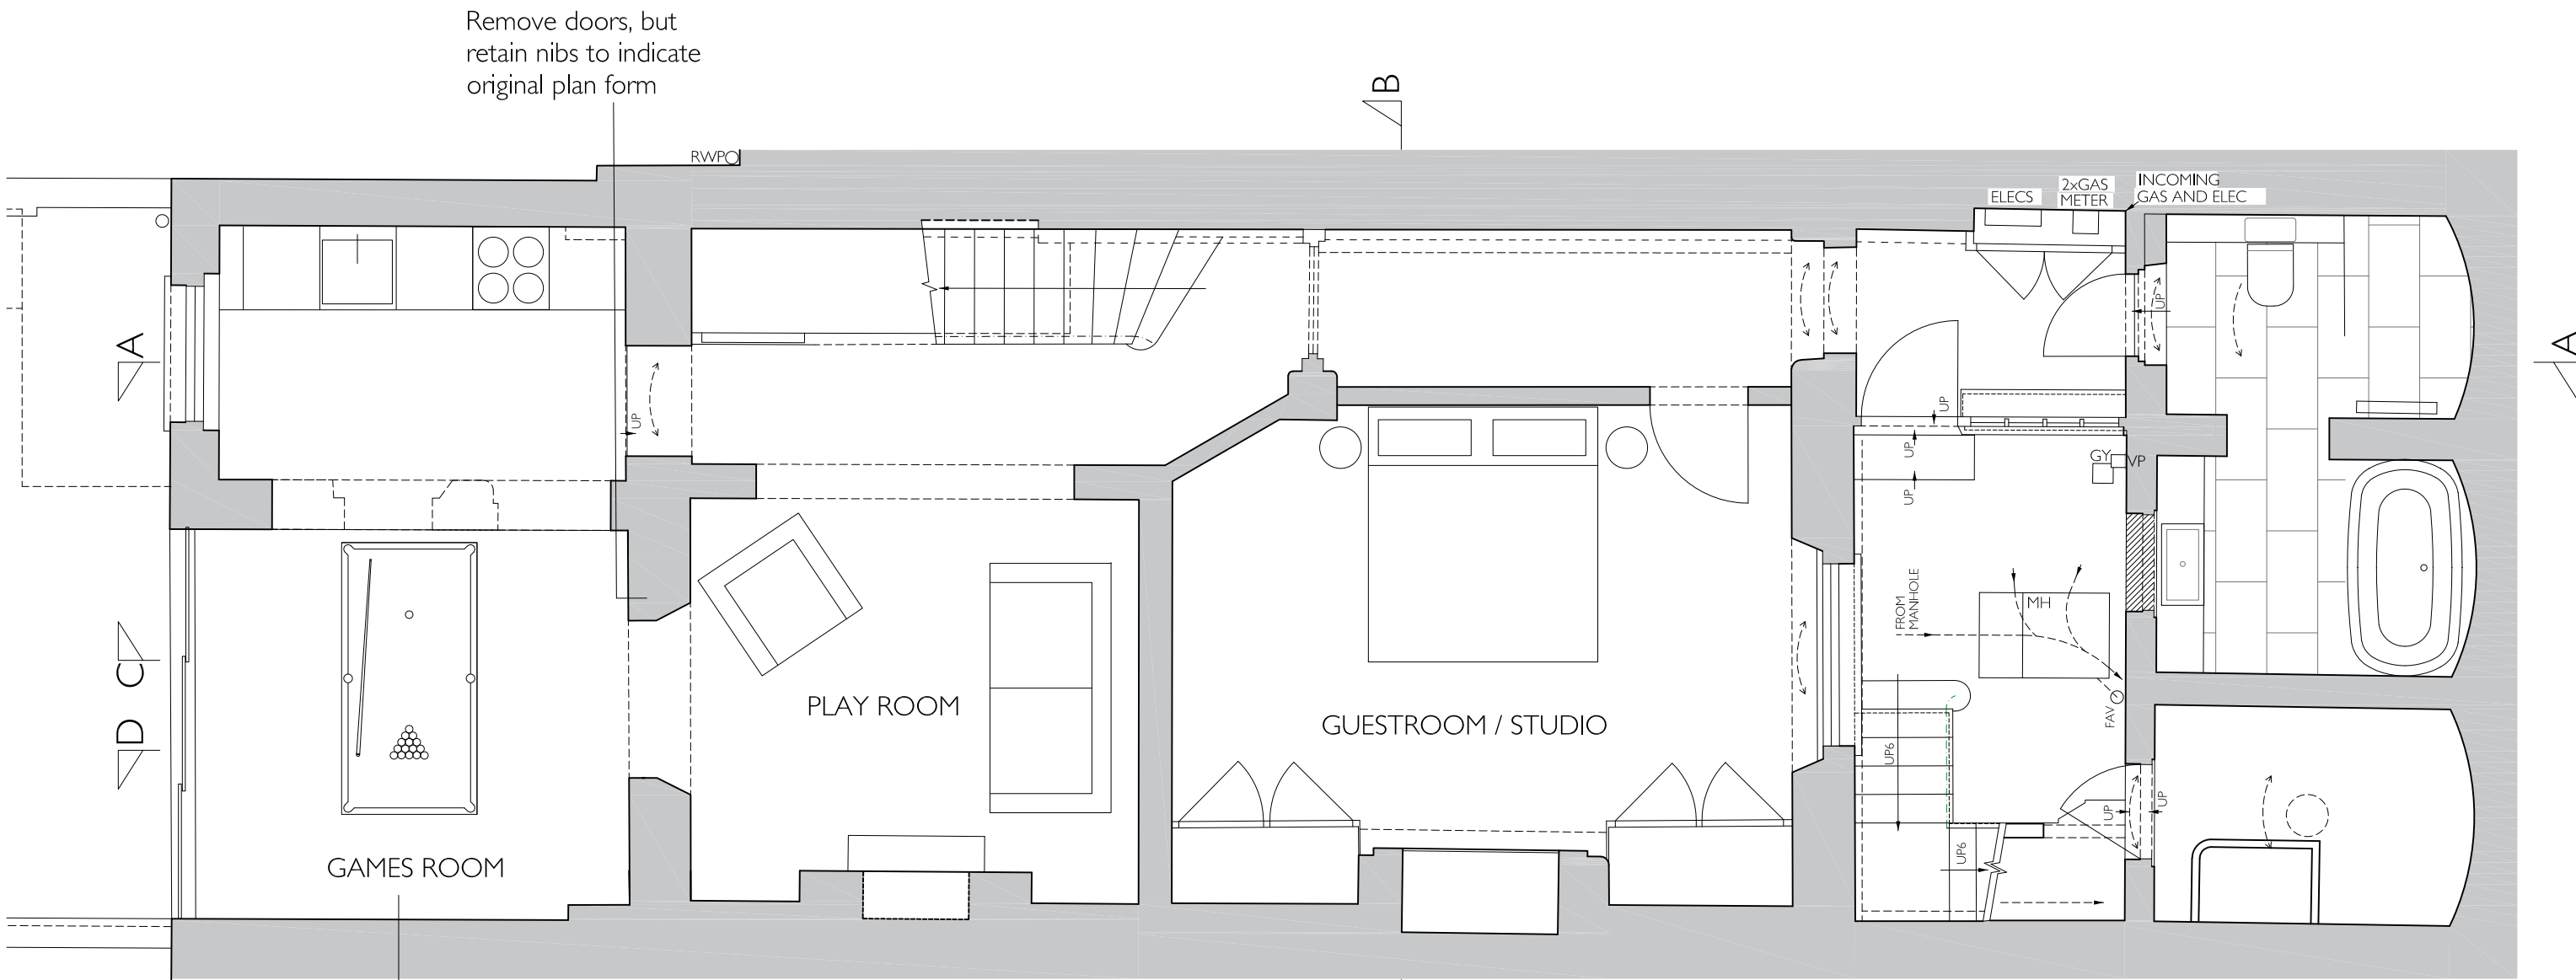 Remove doors, but
retain nibs to indicate
original plan form
B
RWPO
ELECS
2xGAS
METER
INCOMING
GAS AND ELEC
A
A
UP
UP
UP
UP
UP
GY
VP
FROM
MANHOLE
MH
C
D
PLAY ROOM
GUESTROOM / STUDIO
FAV
UP6
UP
UP
UP6
GAMES ROOM